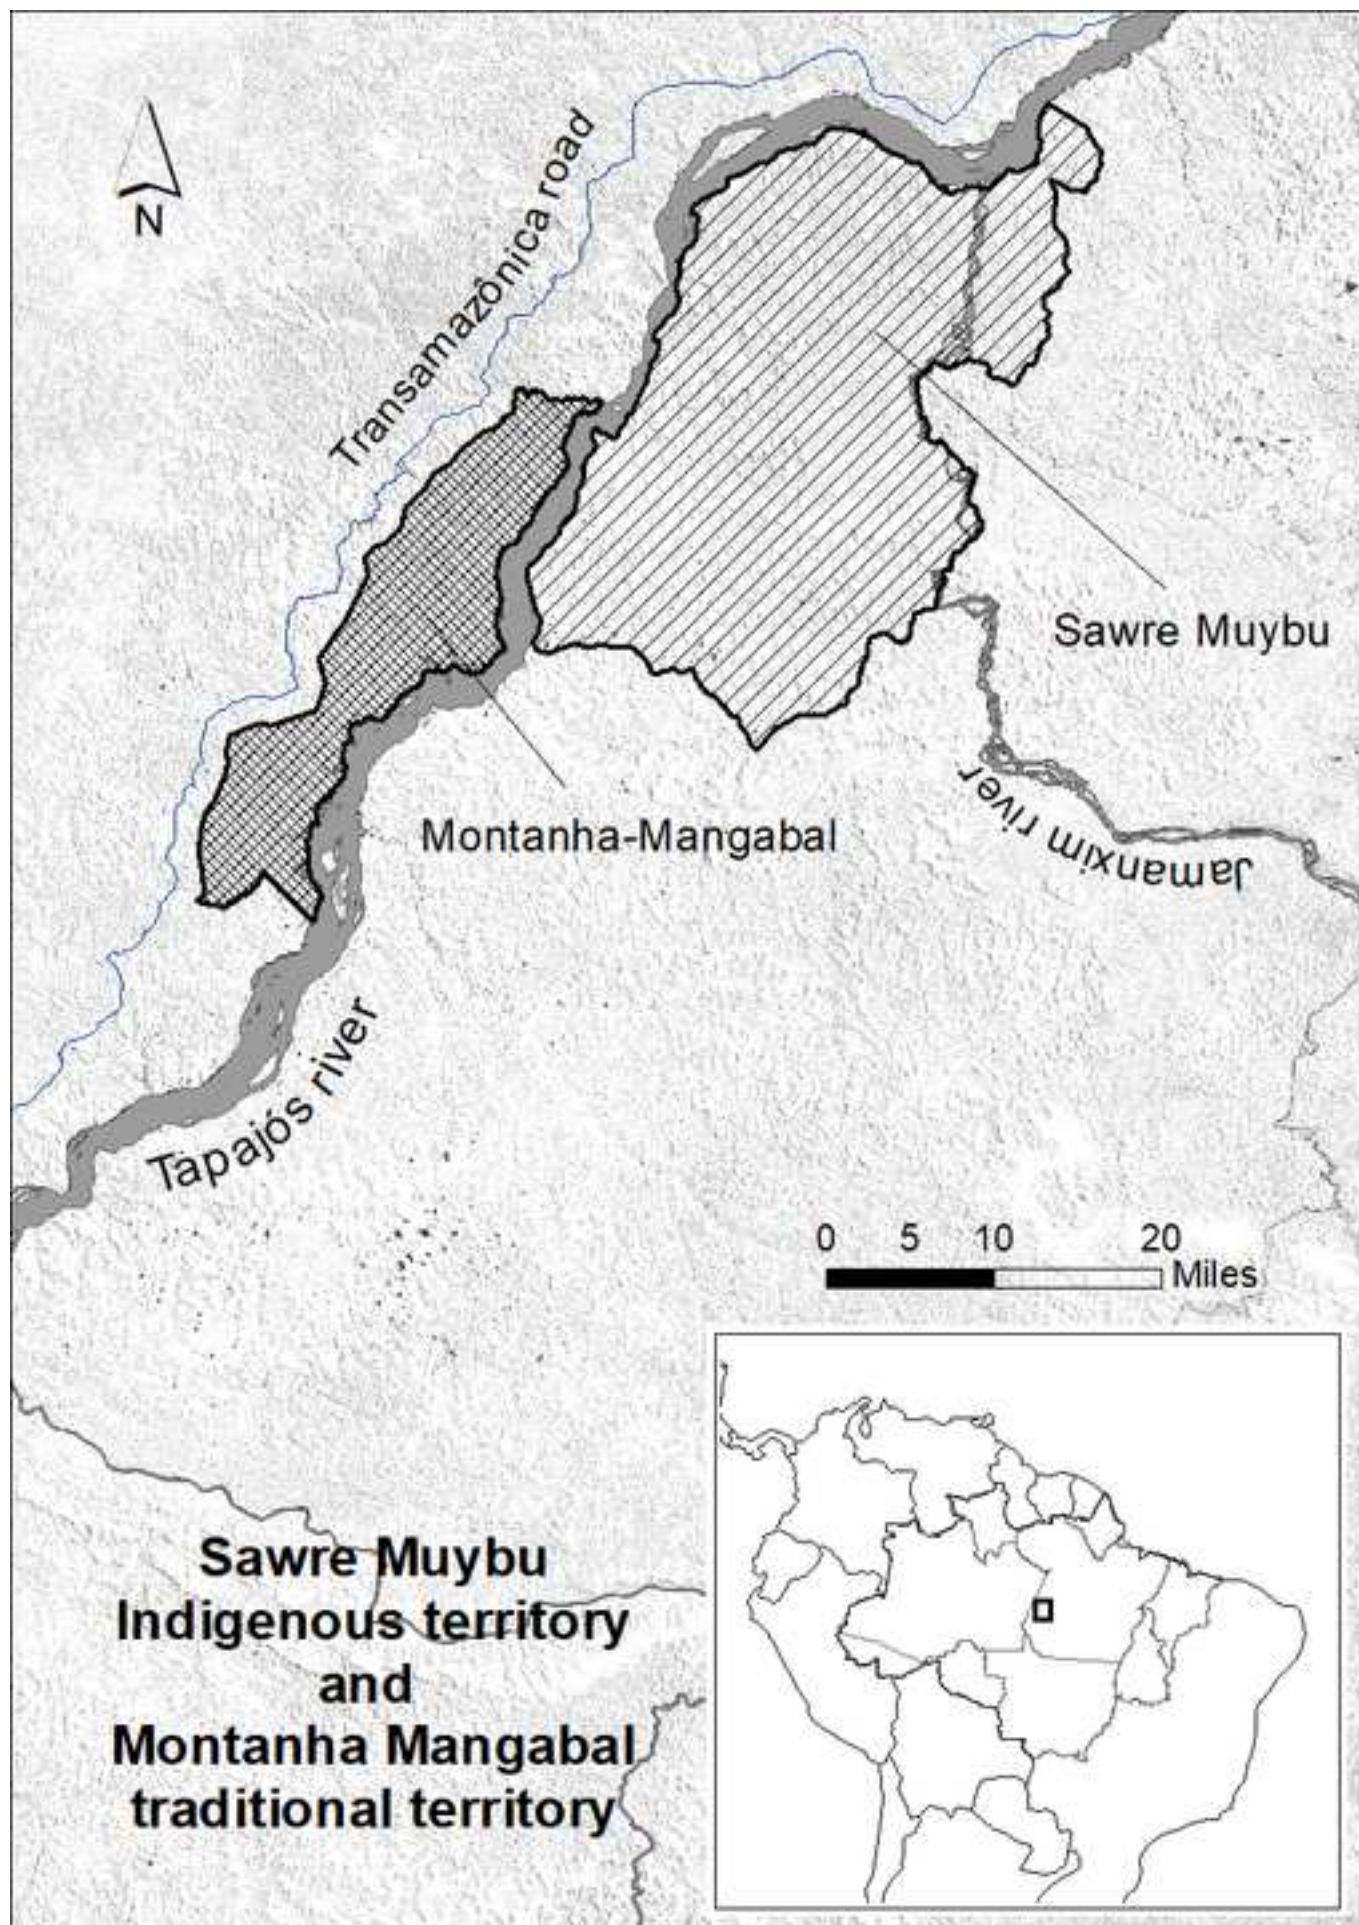 N
Transamazônica road
Sawre Muybu
Montanha-Mangabal
Jamanxim river
Tapajós river
0 5 10 20
Miles
Sawre Muybu
Indigenous territory
and
Montanha Mangabal
traditional territory